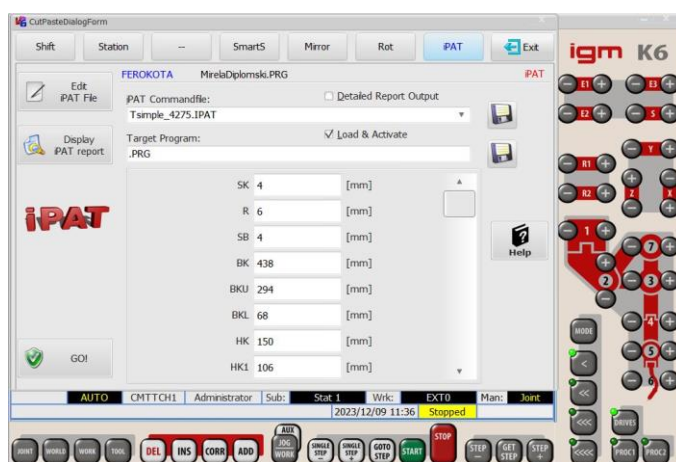 CutPasteDialogForm
Shift Station -- SmartS Mirror Rot iPAT Exit
igm K6
FEROKOTA MirelaDiplomski.PRG iPAT
Edit
iPAT File
iPAT Commandfile: Detailed Report Output
Tsimple_4275.IPAT
Display
iPAT report
Target Program: Load & Activate
.PRG
iPAT
SK 4 [mm]
R 6 [mm]
SB 4 [mm]
BK 438 [mm]
BKU 294 [mm]
BKL 68 [mm]
HK 150 [mm]
HK1 106 [mm]
Help
GO!
AUTO CMTTCH1 Administrator Sub: Stat 1 Wrk: EXT0 Man: Joint
2023/12/09 11:36 Stopped
- E1 + - E3 +
- E2 + - S +
- Y +
- R1 +
- R2 + Z X
- 1 +
7
2 - 3 +
4
5
6
MODE
<
<<
<<<
<<<<
DRIVES
PROC1 PROC2
JOINT WORLD WORK TOOL DEL INS CORR ADD
AUX
JOG
WORK
SINGLE
STEP
-
SINGLE
STEP
+
GOTO
STEP
START STOP
STEP
-
GET
STEP
STEP
+